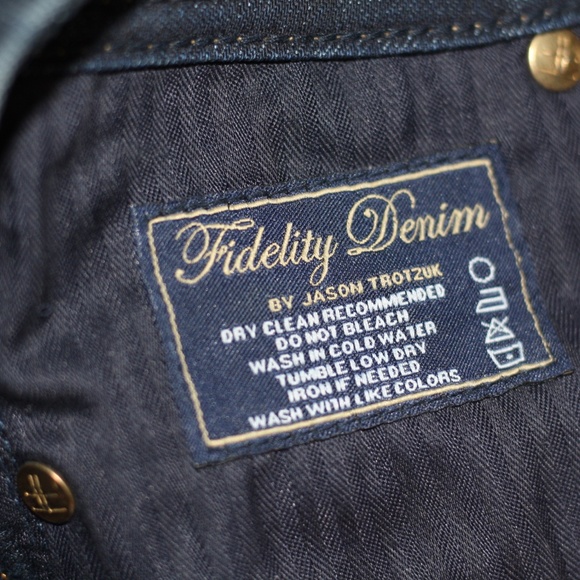 Fidelity Denim
BY JASON TROTZUK
DRY CLEAN RECOMMENDED
DO NOT BLEACH
WASH IN COLD WATER
TUMBLE LOW DRY
IRON IF NEEDED
WASH WITH LIKE COLORS